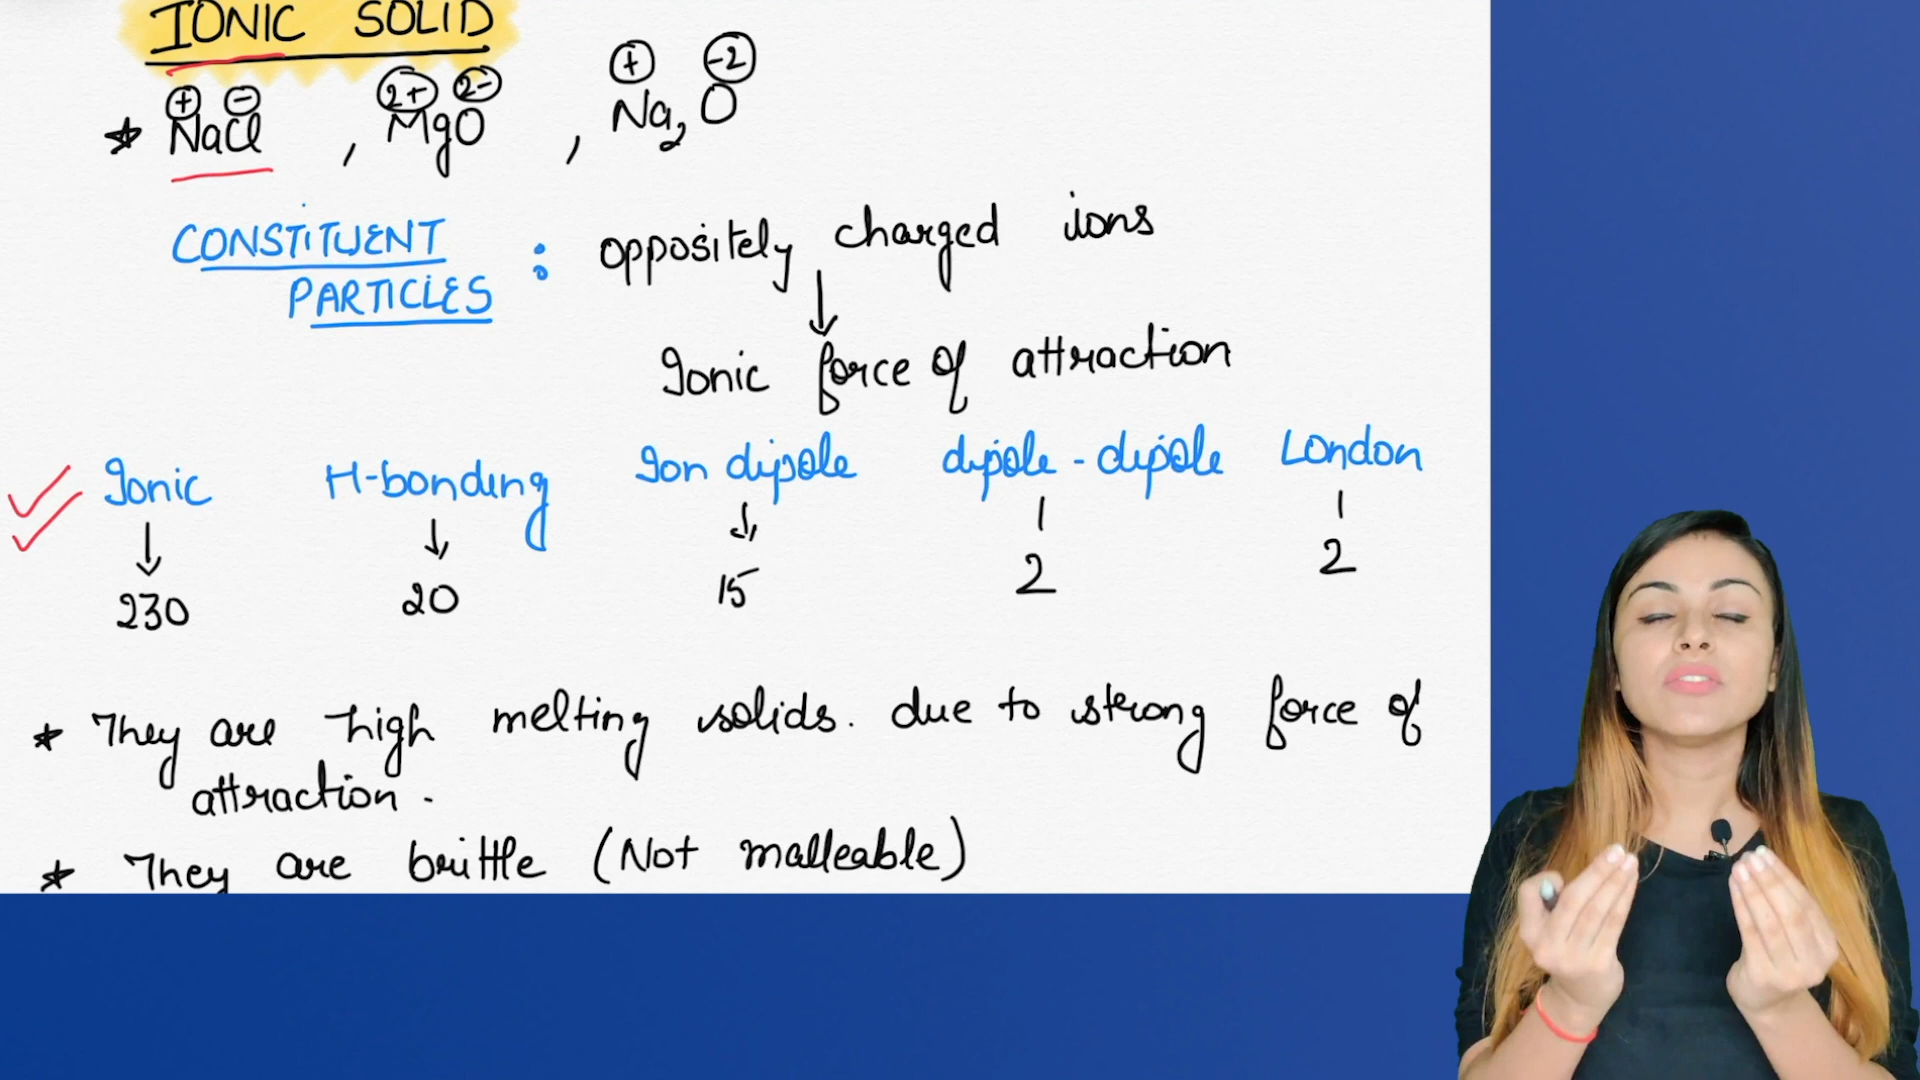 IONIC SOLID
+ − 2+ 2− + −2
* NaCl , MgO , Na₂O
CONSTITUENT PARTICLES : oppositely charged ions
↓
Ionic force of attraction
Ionic H-bonding Ion dipole dipole - dipole London
230 20 15 2 2
* They are high melting solids. due to strong force of
attraction.
* They are brittle (Not malleable)